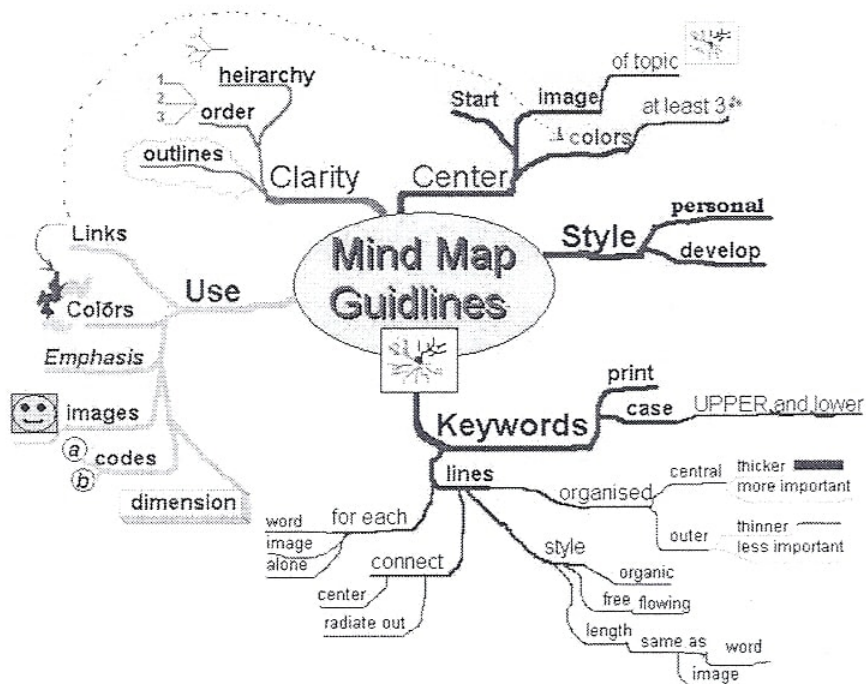 Mind Map
Guidlines
Center
Start
image
of topic
colors
at least 3
Style
personal
develop
Keywords
print
case
UPPER and lower
lines
organised
central
thicker
more important
outer
thinner
less important
style
organic
free flowing
length
same as
word
image
connect
center
radiate out
for each
word
image
alone
Use
Links
Colors
Emphasis
images
codes
a
b
dimension
Clarity
heirarchy
order
1
2
3
outlines